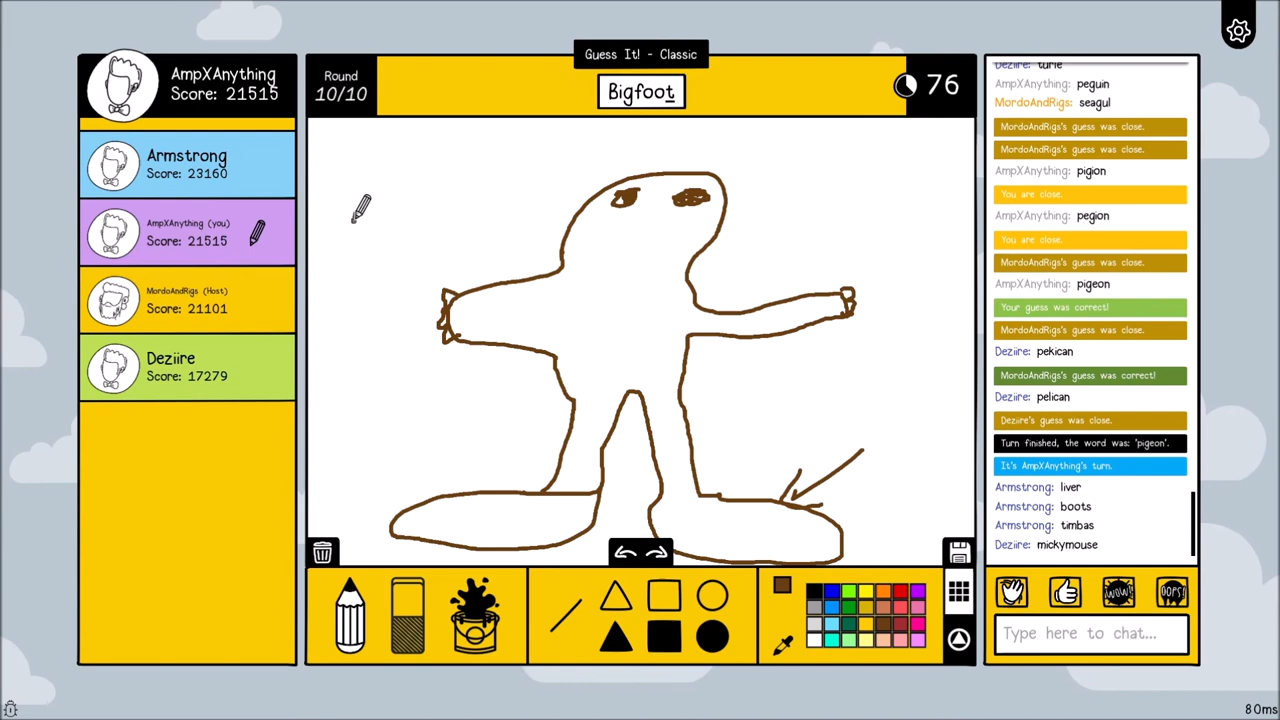 Guess It! - Classic
AmpXAnything
Score: 21515
Round
10/10
Bigfoot
76
Armstrong
Score: 23160
AmpXAnything (you)
Score: 21515
MordoAndRigs (Host)
Score: 21101
Deziire
Score: 17279
Deziire: turle
AmpXAnything: peguin
MordoAndRigs: seagul
MordoAndRigs's guess was close.
MordoAndRigs's guess was close.
AmpXAnything: pigion
You are close.
AmpXAnything: pegion
You are close.
MordoAndRigs's guess was close.
AmpXAnything: pigeon
Your guess was correct!
MordoAndRigs's guess was close.
Deziire: pekican
MordoAndRigs's guess was correct!
Deziire: pelican
Deziire's guess was close.
Turn finished, the word was: 'pigeon'.
It's AmpXAnything's turn.
Armstrong: liver
Armstrong: boots
Armstrong: timbas
Deziire: mickymouse
WOW!
OOPS!
Type here to chat...
80ms